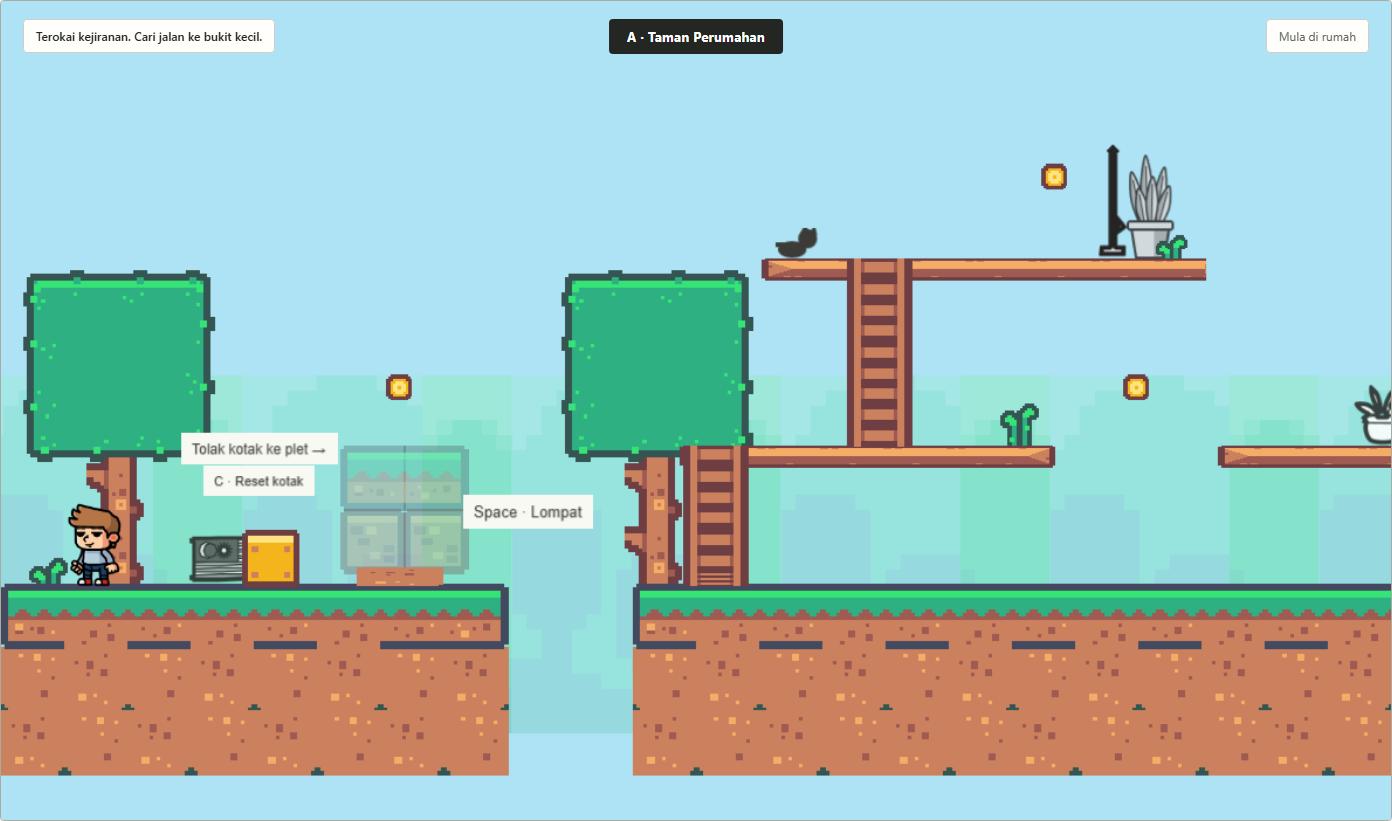 Terokai kejiranan. Cari jalan ke bukit kecil.
A · Taman Perumahan
Mula di rumah
Tolak kotak ke plet →
C · Reset kotak
Space · Lompat